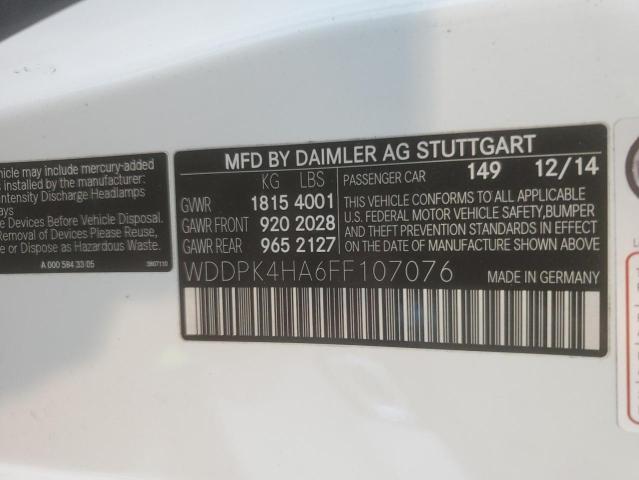 ehicle may include mercury-added
installed by the manufacturer:
Intensity Discharge Headlamps
Devices Before Vehicle Disposal.
Removal of Devices Please Reuse,
as Hazardous Waste.
A 000 584 33 05
3807110
MFD BY DAIMLER AG STUTTGART
KG LBS
GVWR 1815 4001
GAWR FRONT 920 2028
GAWR REAR 965 2127
PASSENGER CAR 149 12/14
THIS VEHICLE CONFORMS TO ALL APPLICABLE
U.S. FEDERAL MOTOR VEHICLE SAFETY, BUMPER
AND THEFT PREVENTION STANDARDS IN EFFECT
ON THE DATE OF MANUFACTURE SHOWN ABOVE.
WDDPK4HA6FF107076
MADE IN GERMANY